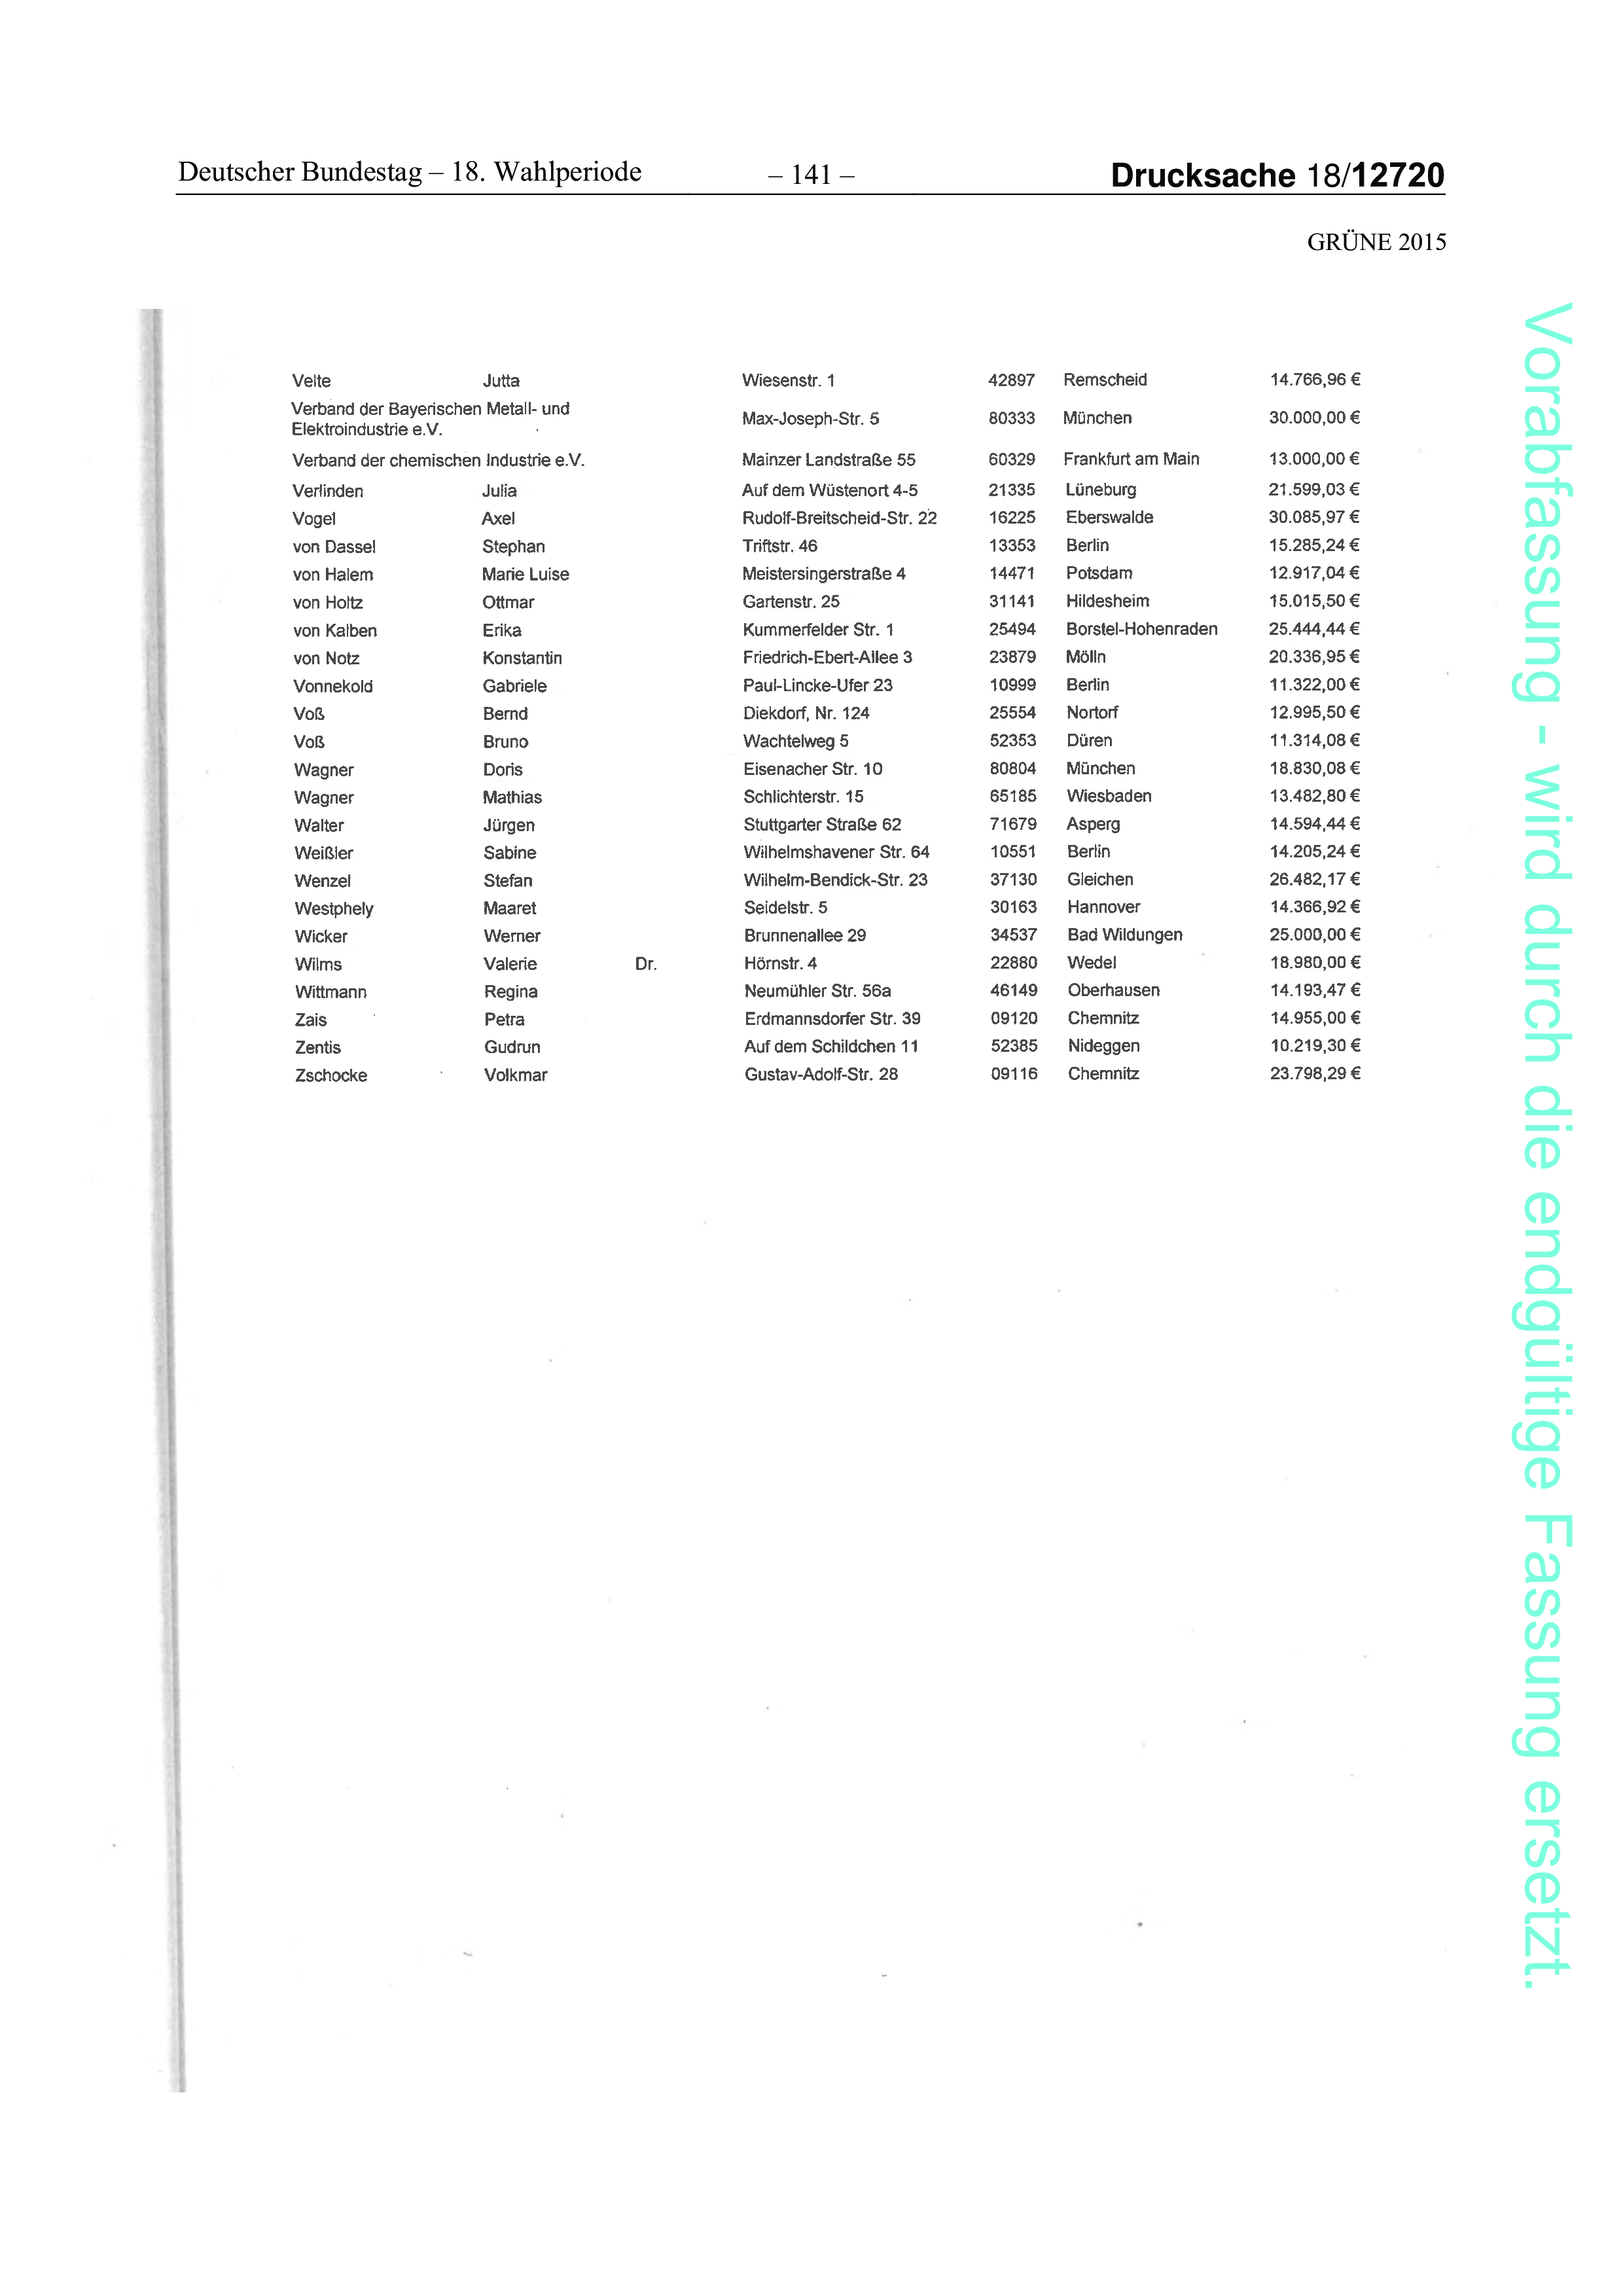 Deutscher Bundestag – 18. Wahlperiode – 141 – Drucksache 18/12720
GRÜNE 2015
Velte Jutta Wiesenstr. 1 42897 Remscheid 14.766,96 €
Verband der Bayerischen Metall- und
Elektroindustrie e.V. Max-Joseph-Str. 5 80333 München 30.000,00 €
Verband der chemischen Industrie e.V. Mainzer Landstraße 55 60329 Frankfurt am Main 13.000,00 €
Verlinden Julia Auf dem Wüstenort 4-5 21335 Lüneburg 21.599,03 €
Vogel Axel Rudolf-Breitscheid-Str. 22 16225 Eberswalde 30.085,97 €
von Dassel Stephan Triftstr. 46 13353 Berlin 15.285,24 €
von Halem Marie Luise Meistersingerstraße 4 14471 Potsdam 12.917,04 €
von Holtz Ottmar Gartenstr. 25 31141 Hildesheim 15.015,50 €
von Kalben Erika Kummerfelder Str. 1 25494 Borstel-Hohenraden 25.444,44 €
von Notz Konstantin Friedrich-Ebert-Allee 3 23879 Mölln 20.336,95 €
Vonnekold Gabriele Paul-Lincke-Ufer 23 10999 Berlin 11.322,00 €
Voß Bernd Diekdorf, Nr. 124 25554 Nortorf 12.995,50 €
Voß Bruno Wachtelweg 5 52353 Düren 11.314,08 €
Wagner Doris Eisenacher Str. 10 80804 München 18.830,08 €
Wagner Mathias Schlichterstr. 15 65185 Wiesbaden 13.482,80 €
Walter Jürgen Stuttgarter Straße 62 71679 Asperg 14.594,44 €
Weißler Sabine Wilhelmshavener Str. 64 10551 Berlin 14.205,24 €
Wenzel Stefan Wilhelm-Bendick-Str. 23 37130 Gleichen 26.482,17 €
Westphely Maaret Seidelstr. 5 30163 Hannover 14.366,92 €
Wicker Werner Brunnenallee 29 34537 Bad Wildungen 25.000,00 €
Wilms Valerie Dr. Hörnstr. 4 22880 Wedel 18.980,00 €
Wittmann Regina Neumühler Str. 56a 46149 Oberhausen 14.193,47 €
Zais Petra Erdmannsdorfer Str. 39 09120 Chemnitz 14.955,00 €
Zentis Gudrun Auf dem Schildchen 11 52385 Nideggen 10.219,30 €
Zschocke Volkmar Gustav-Adolf-Str. 28 09116 Chemnitz 23.798,29 €
Vorabfassung - wird durch die endgültige Fassung ersetzt.